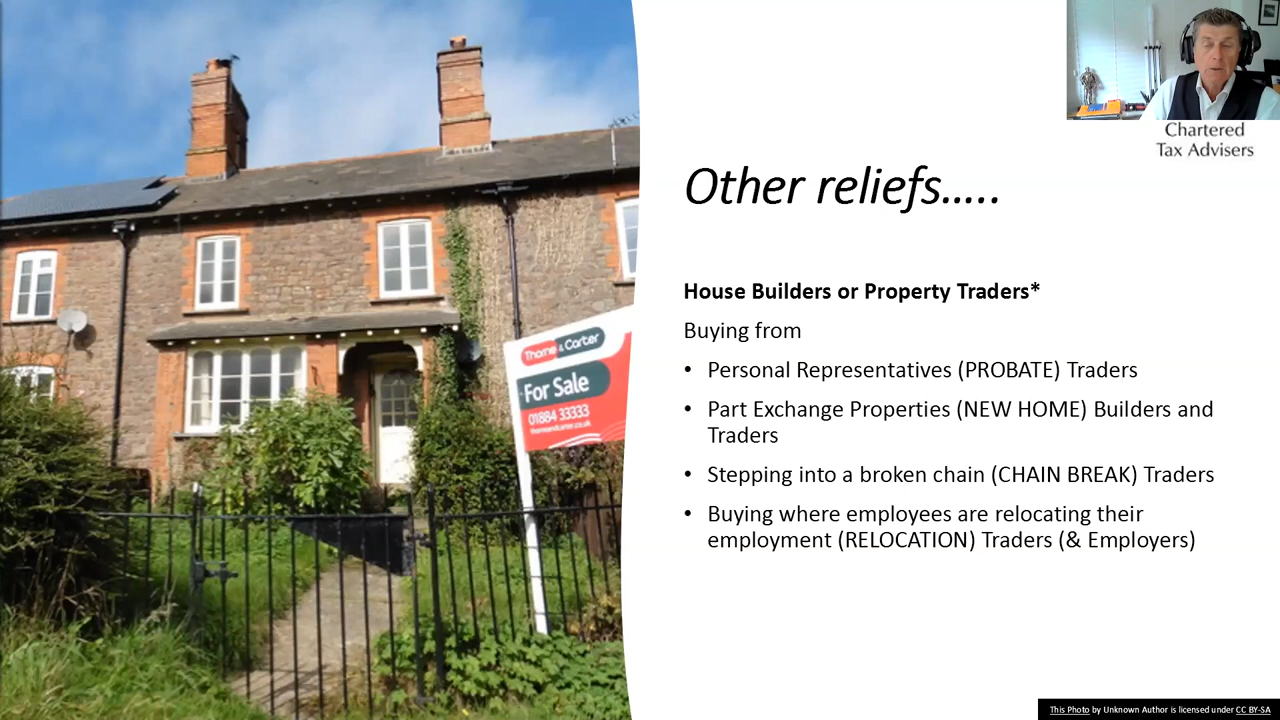 Chartered
Tax Advisers
Other reliefs.....
House Builders or Property Traders*
Buying from
• Personal Representatives (PROBATE) Traders
• Part Exchange Properties (NEW HOME) Builders and
Traders
• Stepping into a broken chain (CHAIN BREAK) Traders
• Buying where employees are relocating their
employment (RELOCATION) Traders (& Employers)
Thorne & Carter
For Sale
01884 33333
thorneandcarter.co.uk
This Photo by Unknown Author is licensed under CC BY-SA